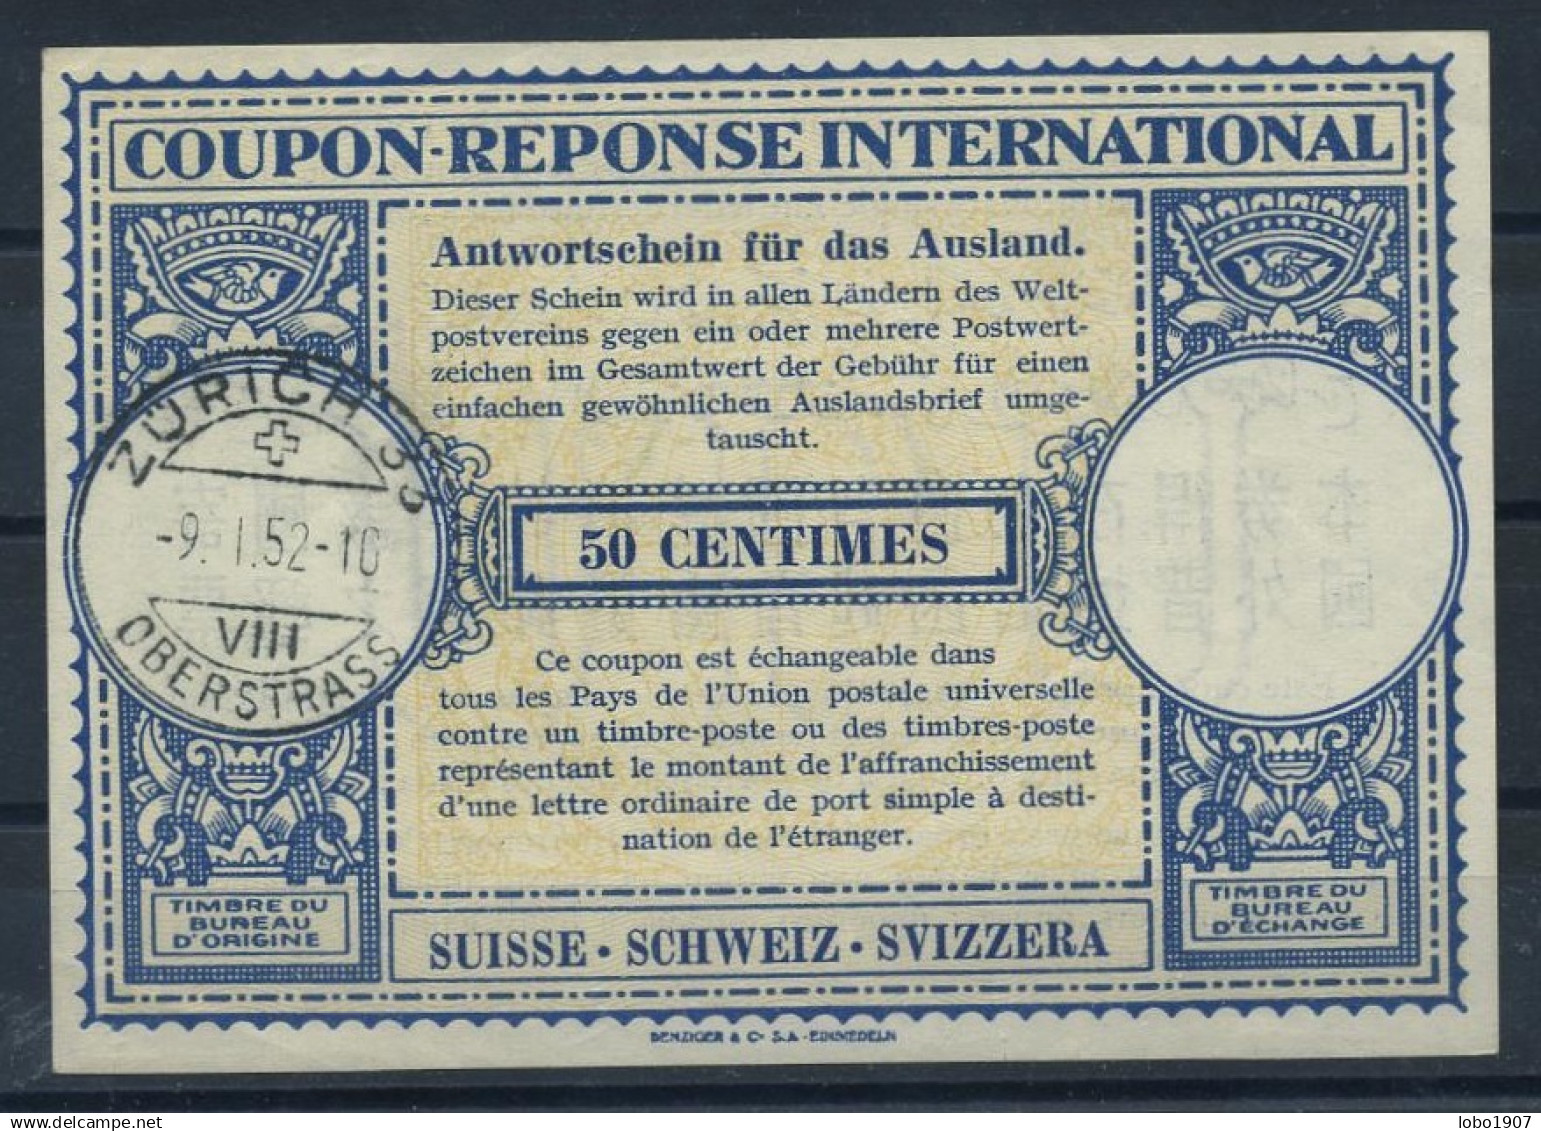 COUPON-REPONSE INTERNATIONAL
Antwortschein für das Ausland.
Dieser Schein wird in allen Ländern des Welt-
postvereins gegen ein oder mehrere Postwert-
zeichen im Gesamtwert der Gebühr für einen
einfachen gewöhnlichen Auslandsbrief umge-
tauscht.
ZÜRICH 33
-9. I. 52-10
VIII
OBERSTRASS
50 CENTIMES
Ce coupon est échangeable dans
tous les Pays de l'Union postale universelle
contre un timbre-poste ou des timbres-poste
représentant le montant de l'affranchissement
d'une lettre ordinaire de port simple à desti-
nation de l'étranger.
TIMBRE DU
BUREAU
D'ORIGINE
SUISSE • SCHWEIZ • SVIZZERA
TIMBRE DU
BUREAU
D'ÉCHANGE
BENZIGER & Co S.A. - EINSIEDELN
delcampe.net
lobo1907